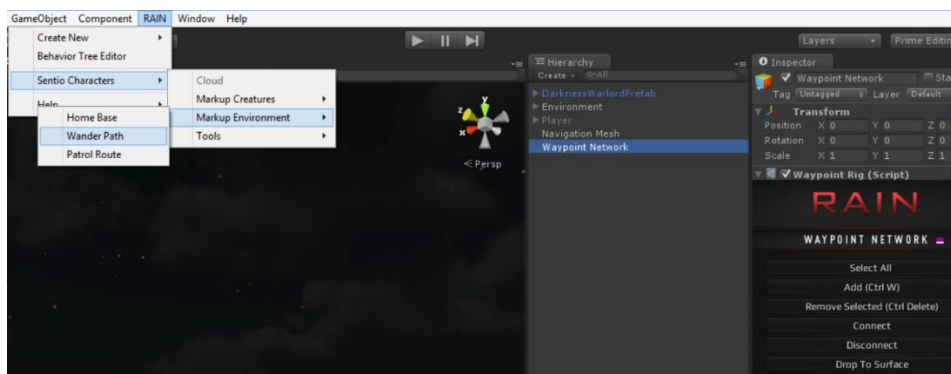 GameObject Component RAIN Window Help
Create New
Behavior Tree Editor
Sentio Characters
Help
Cloud
Markup Creatures
Markup Environment
Tools
Home Base
Wander Path
Patrol Route
y
z
x
Persp
Hierarchy
Create All
DarknessWarlordPrefab
Environment
Player
Navigation Mesh
Waypoint Network
Layers Prime Editin
Inspector
Waypoint Network Sta
Tag Untagged Layer Default
Transform
Position X 0 Y 0 Z 0
Rotation X 0 Y 0 Z 0
Scale X 1 Y 1 Z 1
Waypoint Rig (Script)
RAIN
WAYPOINT NETWORK
Select All
Add (Ctrl W)
Remove Selected (Ctrl Delete)
Connect
Disconnect
Drop To Surface